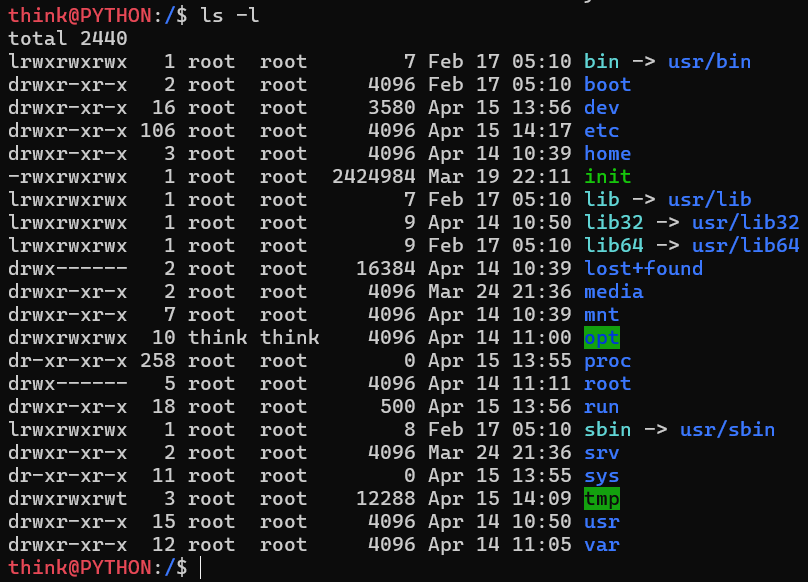 think@PYTHON:/$ ls -l
total 2440
lrwxrwxrwx   1 root  root        7 Feb 17 05:10 bin -> usr/bin
drwxr-xr-x   2 root  root     4096 Feb 17 05:10 boot
drwxr-xr-x  16 root  root     3580 Apr 15 13:56 dev
drwxr-xr-x 106 root  root     4096 Apr 15 14:17 etc
drwxr-xr-x   3 root  root     4096 Apr 14 10:39 home
-rwxrwxrwx   1 root  root  2424984 Mar 19 22:11 init
lrwxrwxrwx   1 root  root        7 Feb 17 05:10 lib -> usr/lib
lrwxrwxrwx   1 root  root        9 Apr 14 10:50 lib32 -> usr/lib32
lrwxrwxrwx   1 root  root        9 Feb 17 05:10 lib64 -> usr/lib64
drwx------   2 root  root    16384 Apr 14 10:39 lost+found
drwxr-xr-x   2 root  root     4096 Mar 24 21:36 media
drwxr-xr-x   7 root  root     4096 Apr 14 10:39 mnt
drwxrwxrwx  10 think think    4096 Apr 14 11:00 opt
dr-xr-xr-x 258 root  root        0 Apr 15 13:55 proc
drwx------   5 root  root     4096 Apr 14 11:11 root
drwxr-xr-x  18 root  root      500 Apr 15 13:56 run
lrwxrwxrwx   1 root  root        8 Feb 17 05:10 sbin -> usr/sbin
drwxr-xr-x   2 root  root     4096 Mar 24 21:36 srv
dr-xr-xr-x  11 root  root        0 Apr 15 13:55 sys
drwxrwxrwt   3 root  root    12288 Apr 15 14:09 tmp
drwxr-xr-x  15 root  root     4096 Apr 14 10:50 usr
drwxr-xr-x  12 root  root     4096 Apr 14 11:05 var
think@PYTHON:/$